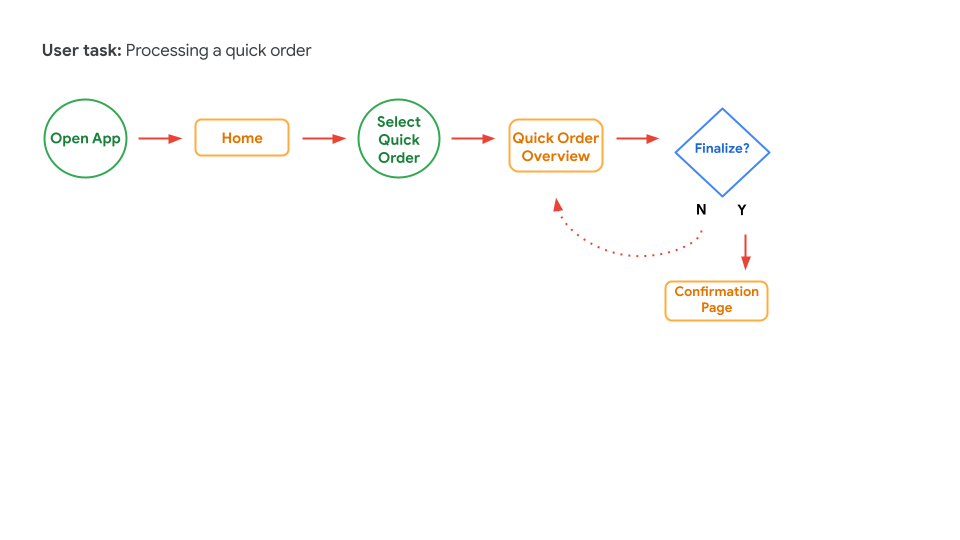 User task: Processing a quick order
Open App
Home
Select
Quick
Order
Quick Order
Overview
Finalize?
N
Y
Confirmation
Page